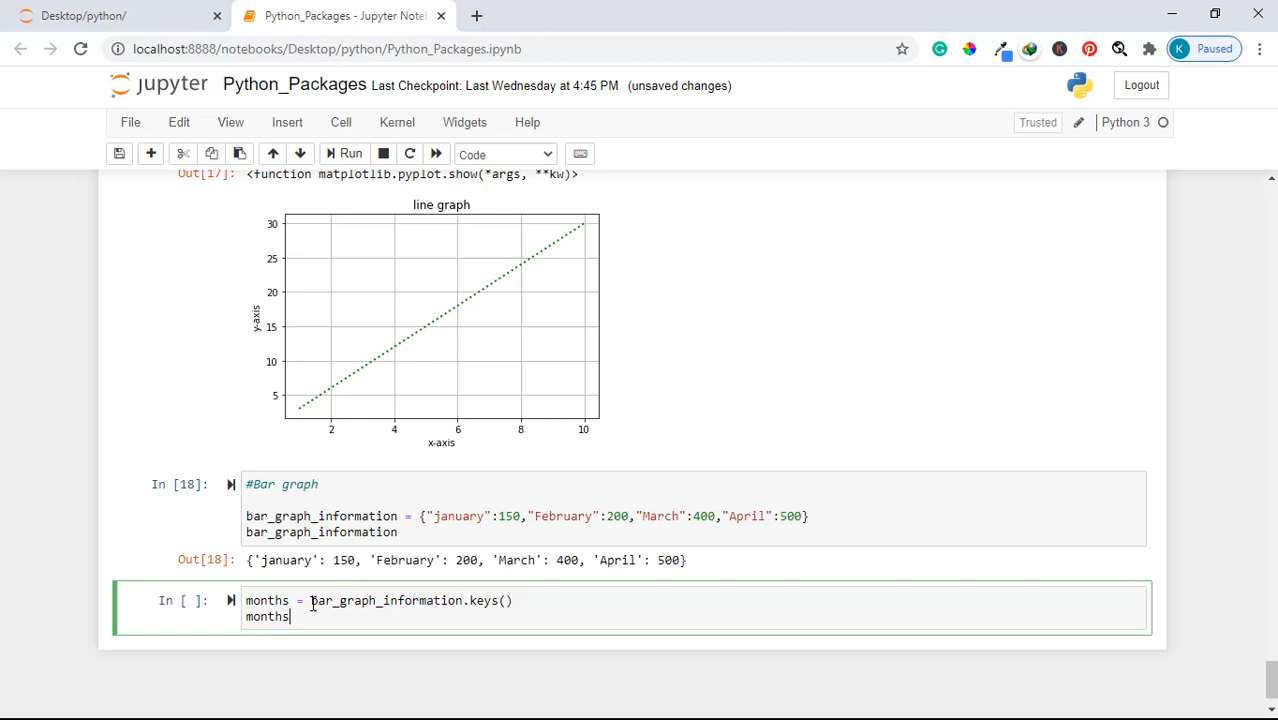 Desktop/python/
Python_Packages - Jupyter Noteb
localhost:8888/notebooks/Desktop/python/Python_Packages.ipynb
Paused
jupyter Python_Packages Last Checkpoint: Last Wednesday at 4:45 PM (unsaved changes)
Logout
File Edit View Insert Cell Kernel Widgets Help
Trusted Python 3
Run Code
Out[17]: <function matplotlib.pyplot.show(*args, **kw)>
line graph
30
25
20
15
10
5
y-axis
2 4 6 8 10
x-axis
In [18]: #Bar graph
bar_graph_information = {"january":150,"February":200,"March":400,"April":500}
bar_graph_information
Out[18]: {'january': 150, 'February': 200, 'March': 400, 'April': 500}
In [ ]: months = bar_graph_information.keys()
months